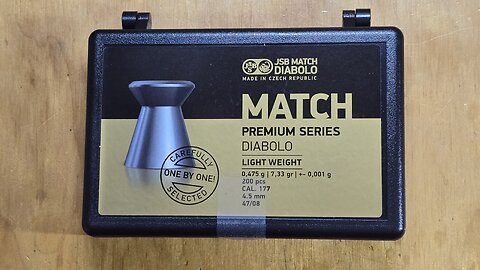 JSB JSB MATCH
DIABOLO
MADE IN CZECH REPUBLIC
MATCH
PREMIUM SERIES
DIABOLO
LIGHT WEIGHT
0,475 g | 7,33 gr | +- 0,001 g
200 pcs
CAL. 177
4.5 mm
47/08
CAREFULLY
ONE BY ONE!
SELECTED